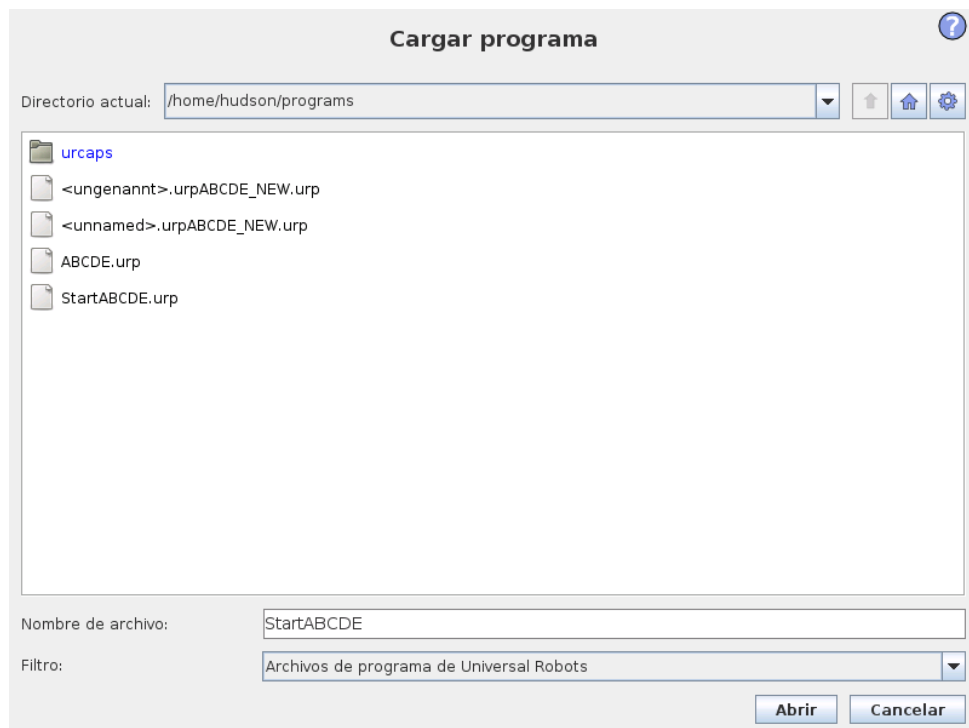 Cargar programa
?
Directorio actual: /home/hudson/programs
urcaps
<ungenannt>.urpABCDE_NEW.urp
<unnamed>.urpABCDE_NEW.urp
ABCDE.urp
StartABCDE.urp
Nombre de archivo: StartABCDE
Filtro: Archivos de programa de Universal Robots
Abrir Cancelar